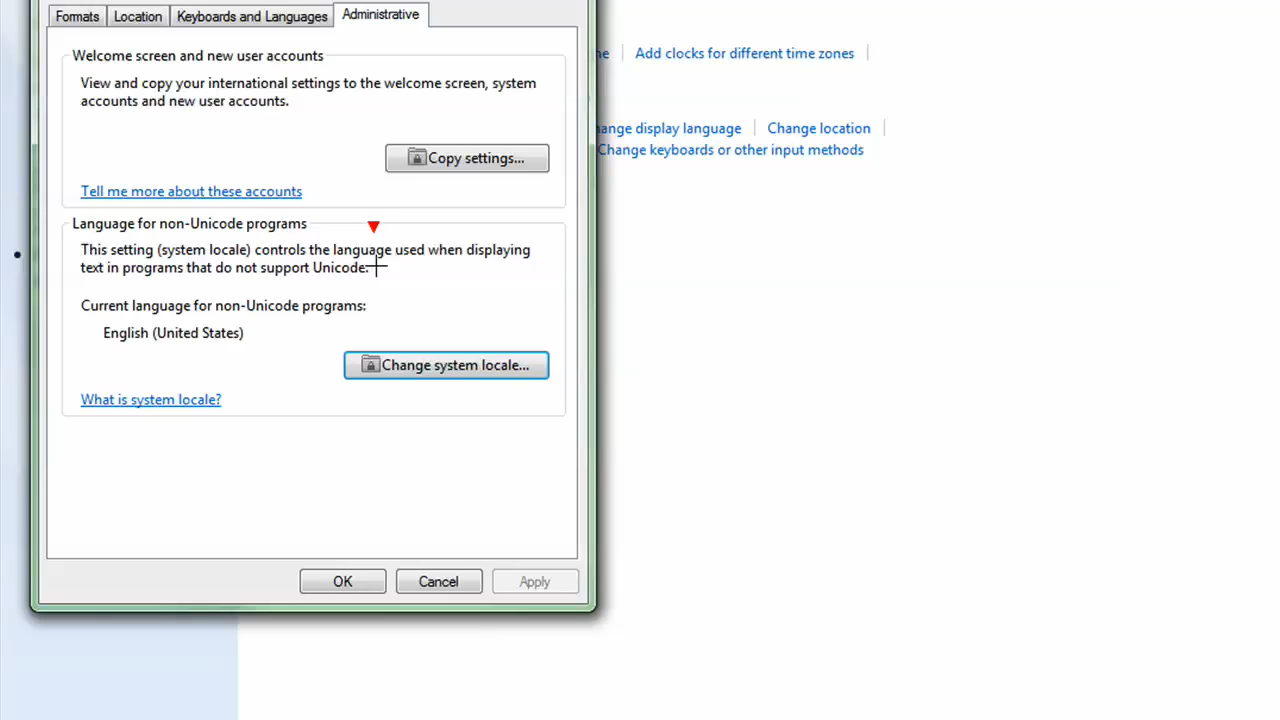 Formats Location Keyboards and Languages Administrative
Welcome screen and new user accounts
View and copy your international settings to the welcome screen, system
accounts and new user accounts.
Copy settings...
Tell me more about these accounts
Language for non-Unicode programs
This setting (system locale) controls the language used when displaying
text in programs that do not support Unicode.
Current language for non-Unicode programs:
English (United States)
Change system locale...
What is system locale?
OK Cancel Apply
Add clocks for different time zones
display language Change location
Change keyboards or other input methods